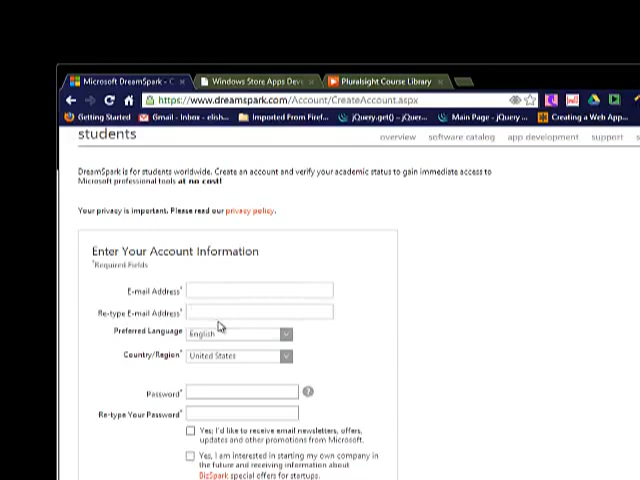 Microsoft DreamSpark - C
Windows Store Apps Deve
Pluralsight Course Library
https://www.dreamspark.com/Account/CreateAccount.aspx
Getting Started
Gmail - Inbox - elish...
Imported From Firef...
jQuery.get() - jQuer...
Main Page - jQuery ...
Creating a Web App...
students
overview software catalog app development support
DreamSpark is for students worldwide. Create an account and verify your academic status to gain immediate access to
Microsoft professional tools at no cost!
Your privacy is important. Please read our privacy policy.
Enter Your Account Information
*Required Fields
E-mail Address*
Re-type E-mail Address*
Preferred Language English
Country/Region* United States
Password* ?
Re-type Your Password*
Yes; I'd like to receive email newsletters, offers,
updates and other promotions from Microsoft.
Yes, I am interested in starting my own company in
the future and receiving information about
BizSpark special offers for startups.